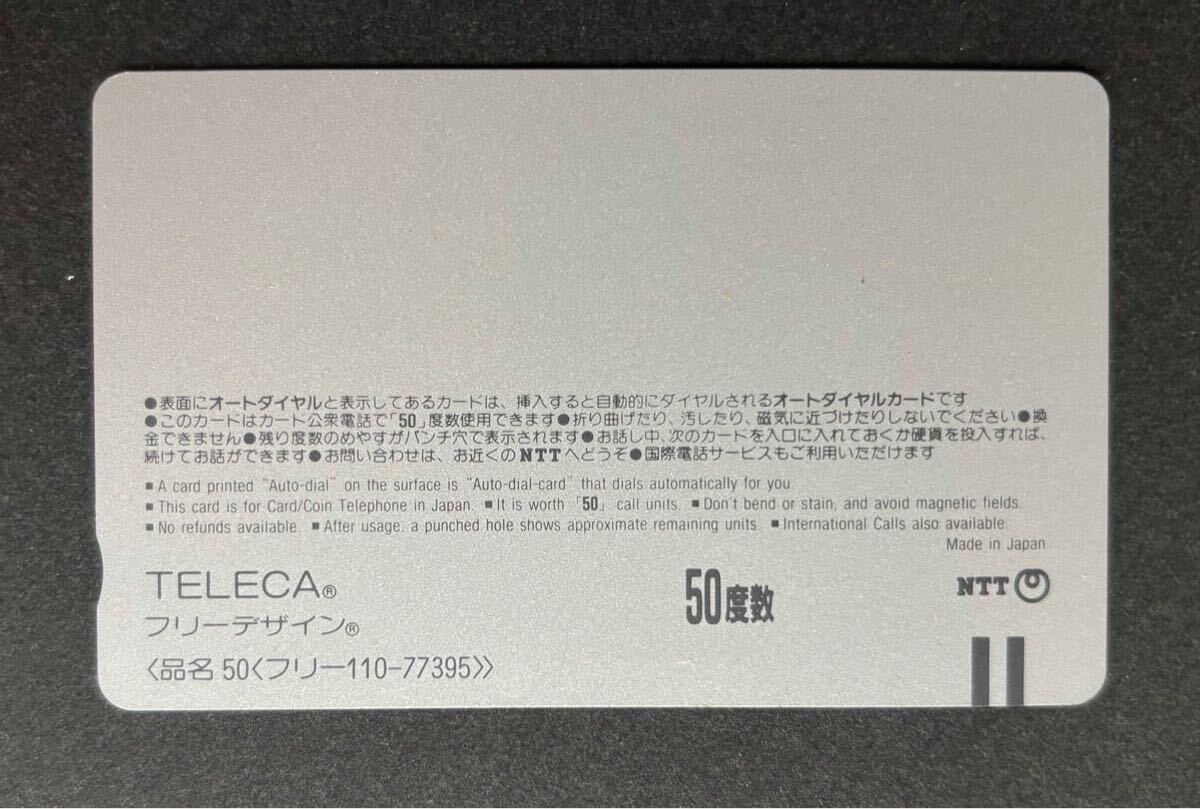 ●表面にオートダイヤルと表示してあるカードは、挿入すると自動的にダイヤルされるオートダイヤルカードです
●このカードはカード公衆電話で「50」度数使用できます●折り曲げたり、汚したり、磁気に近づけたりしないでください●換
金できません●残り度数のめやすがパンチ穴で表示されます●お話し中、次のカードを入口に入れておくか硬貨を投入すれば、
続けてお話ができます●お問い合わせは、お近くのNTTへどうぞ●国際電話サービスもご利用いただけます
■ A card printed "Auto-dial" on the surface is "Auto-dial-card" that dials automatically for you.
■ This card is for Card/Coin Telephone in Japan. ■ It is worth「50」call units. ■ Don't bend or stain, and avoid magnetic fields.
■ No refunds available. ■ After usage, a punched hole shows approximate remaining units. ■ International Calls also available.
Made in Japan
TELECA®
フリーデザイン®
〈品名 50〈フリー110-77395〉〉
50度数
NTT